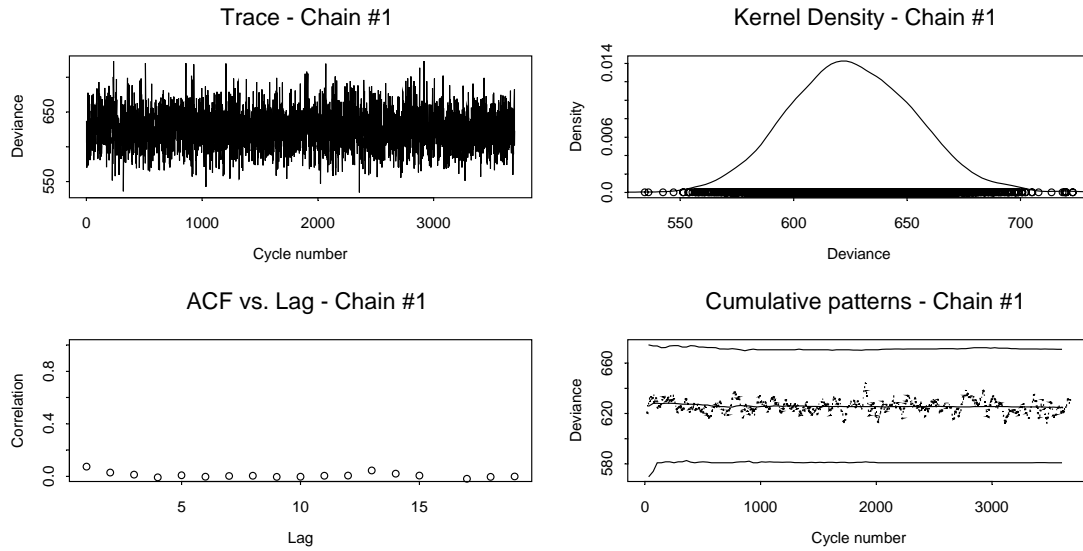 Trace - Chain #1
Deviance
650
550
0
1000
2000
3000
Cycle number
Kernel Density - Chain #1
Density
0.014
0.006
0.0
550
600
650
700
Deviance
ACF vs. Lag - Chain #1
Correlation
0.8
0.4
0.0
5
10
15
Lag
Cumulative patterns - Chain #1
Deviance
660
620
580
0
1000
2000
3000
Cycle number